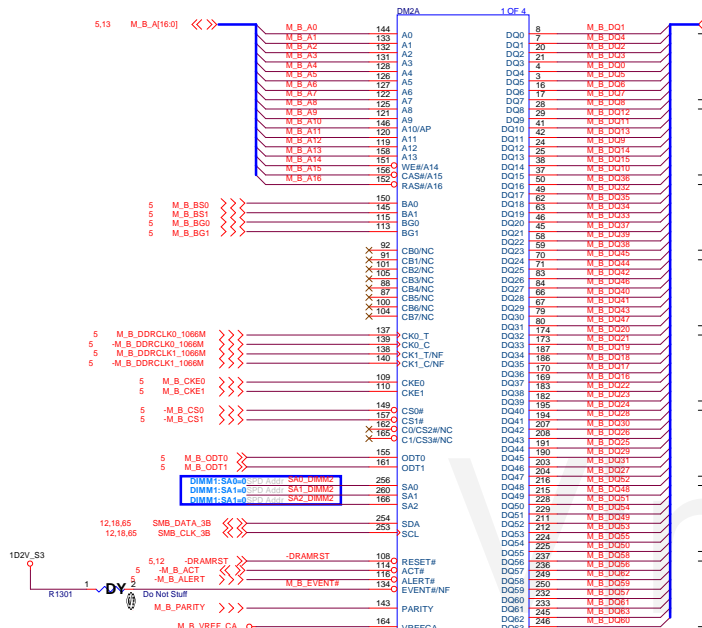 DM2A
1 OF 4
5,13 M_B_A[16:0]
M_B_A0 144 A0
M_B_A1 133 A1
M_B_A2 132 A2
M_B_A3 131 A3
M_B_A4 128 A4
M_B_A5 126 A5
M_B_A6 127 A6
M_B_A7 122 A7
M_B_A8 125 A8
M_B_A9 121 A9
M_B_A10 146 A10/AP
M_B_A11 120 A11
M_B_A12 119 A12
M_B_A13 158 A13
M_B_A14 151 WE#/A14
M_B_A15 156 CAS#/A15
M_B_A16 152 RAS#/A16
5 M_B_BS0 150 BA0
5 M_B_BS1 145 BA1
5 M_B_BG0 115 BG0
5 M_B_BG1 113 BG1
92 CB0/NC
91 CB1/NC
101 CB2/NC
105 CB3/NC
88 CB4/NC
87 CB5/NC
100 CB6/NC
104 CB7/NC
5 M_B_DDRCLK0_1066M 137 CK0_T
5 -M_B_DDRCLK0_1066M 139 CK0_C
5 M_B_DDRCLK1_1066M 138 CK1_T/NF
5 -M_B_DDRCLK1_1066M 140 CK1_C/NF
5 M_B_CKE0 109 CKE0
5 M_B_CKE1 110 CKE1
5 -M_B_CS0 149 CS0#
5 -M_B_CS1 157 CS1#
162 C0/CS2#/NC
165 C1/CS3#/NC
5 M_B_ODT0 155 ODT0
5 M_B_ODT1 161 ODT1
DIMM1:SA0=0 SPD Addr SA0_DIMM2 256 SA0
DIMM1:SA1=0 SPD Addr SA1_DIMM2 260 SA1
DIMM1:SA1=0 SPD Addr SA2_DIMM2 166 SA2
12,18,65 SMB_DATA_3B 254 SDA
12,18,65 SMB_CLK_3B 253 SCL
5,12 -DRAMRST -DRAMRST 108 RESET#
5 -M_B_ACT 114 ACT#
5 -M_B_ALERT 116 ALERT#
M_B_EVENT# 134 EVENT#/NF
1D2V_S3
R1301 1 DY 2 Do Not Stuff
M_B_PARITY 143 PARITY
M_B_VREF_CA 164 VREFCA
DQ0 8 M_B_DQ1
DQ1 7 M_B_DQ4
DQ2 20 M_B_DQ2
DQ3 21 M_B_DQ3
DQ4 4 M_B_DQ0
DQ5 3 M_B_DQ5
DQ6 16 M_B_DQ6
DQ7 17 M_B_DQ7
DQ8 28 M_B_DQ8
DQ9 29 M_B_DQ12
DQ10 41 M_B_DQ11
DQ11 42 M_B_DQ13
DQ12 24 M_B_DQ9
DQ13 25 M_B_DQ14
DQ14 38 M_B_DQ15
DQ15 37 M_B_DQ10
DQ16 50 M_B_DQ36
DQ17 49 M_B_DQ32
DQ18 62 M_B_DQ35
DQ19 63 M_B_DQ34
DQ20 46 M_B_DQ33
DQ21 45 M_B_DQ37
DQ22 58 M_B_DQ39
DQ23 59 M_B_DQ38
DQ24 70 M_B_DQ45
DQ25 71 M_B_DQ44
DQ26 83 M_B_DQ42
DQ27 84 M_B_DQ46
DQ28 66 M_B_DQ40
DQ29 67 M_B_DQ41
DQ30 79 M_B_DQ43
DQ31 80 M_B_DQ47
DQ32 174 M_B_DQ20
DQ33 173 M_B_DQ21
DQ34 187 M_B_DQ19
DQ35 186 M_B_DQ18
DQ36 170 M_B_DQ17
DQ37 169 M_B_DQ16
DQ38 183 M_B_DQ22
DQ39 182 M_B_DQ23
DQ40 195 M_B_DQ24
DQ41 194 M_B_DQ28
DQ42 207 M_B_DQ30
DQ43 208 M_B_DQ26
DQ44 191 M_B_DQ25
DQ45 190 M_B_DQ29
DQ46 203 M_B_DQ31
DQ47 204 M_B_DQ27
DQ48 216 M_B_DQ52
DQ49 215 M_B_DQ48
DQ50 228 M_B_DQ51
DQ51 229 M_B_DQ54
DQ52 211 M_B_DQ49
DQ53 212 M_B_DQ53
DQ54 224 M_B_DQ55
DQ55 225 M_B_DQ50
DQ56 237 M_B_DQ58
DQ57 236 M_B_DQ56
DQ58 249 M_B_DQ62
DQ59 250 M_B_DQ59
DQ60 232 M_B_DQ57
DQ61 233 M_B_DQ61
DQ62 245 M_B_DQ63
DQ63 246 M_B_DQ60